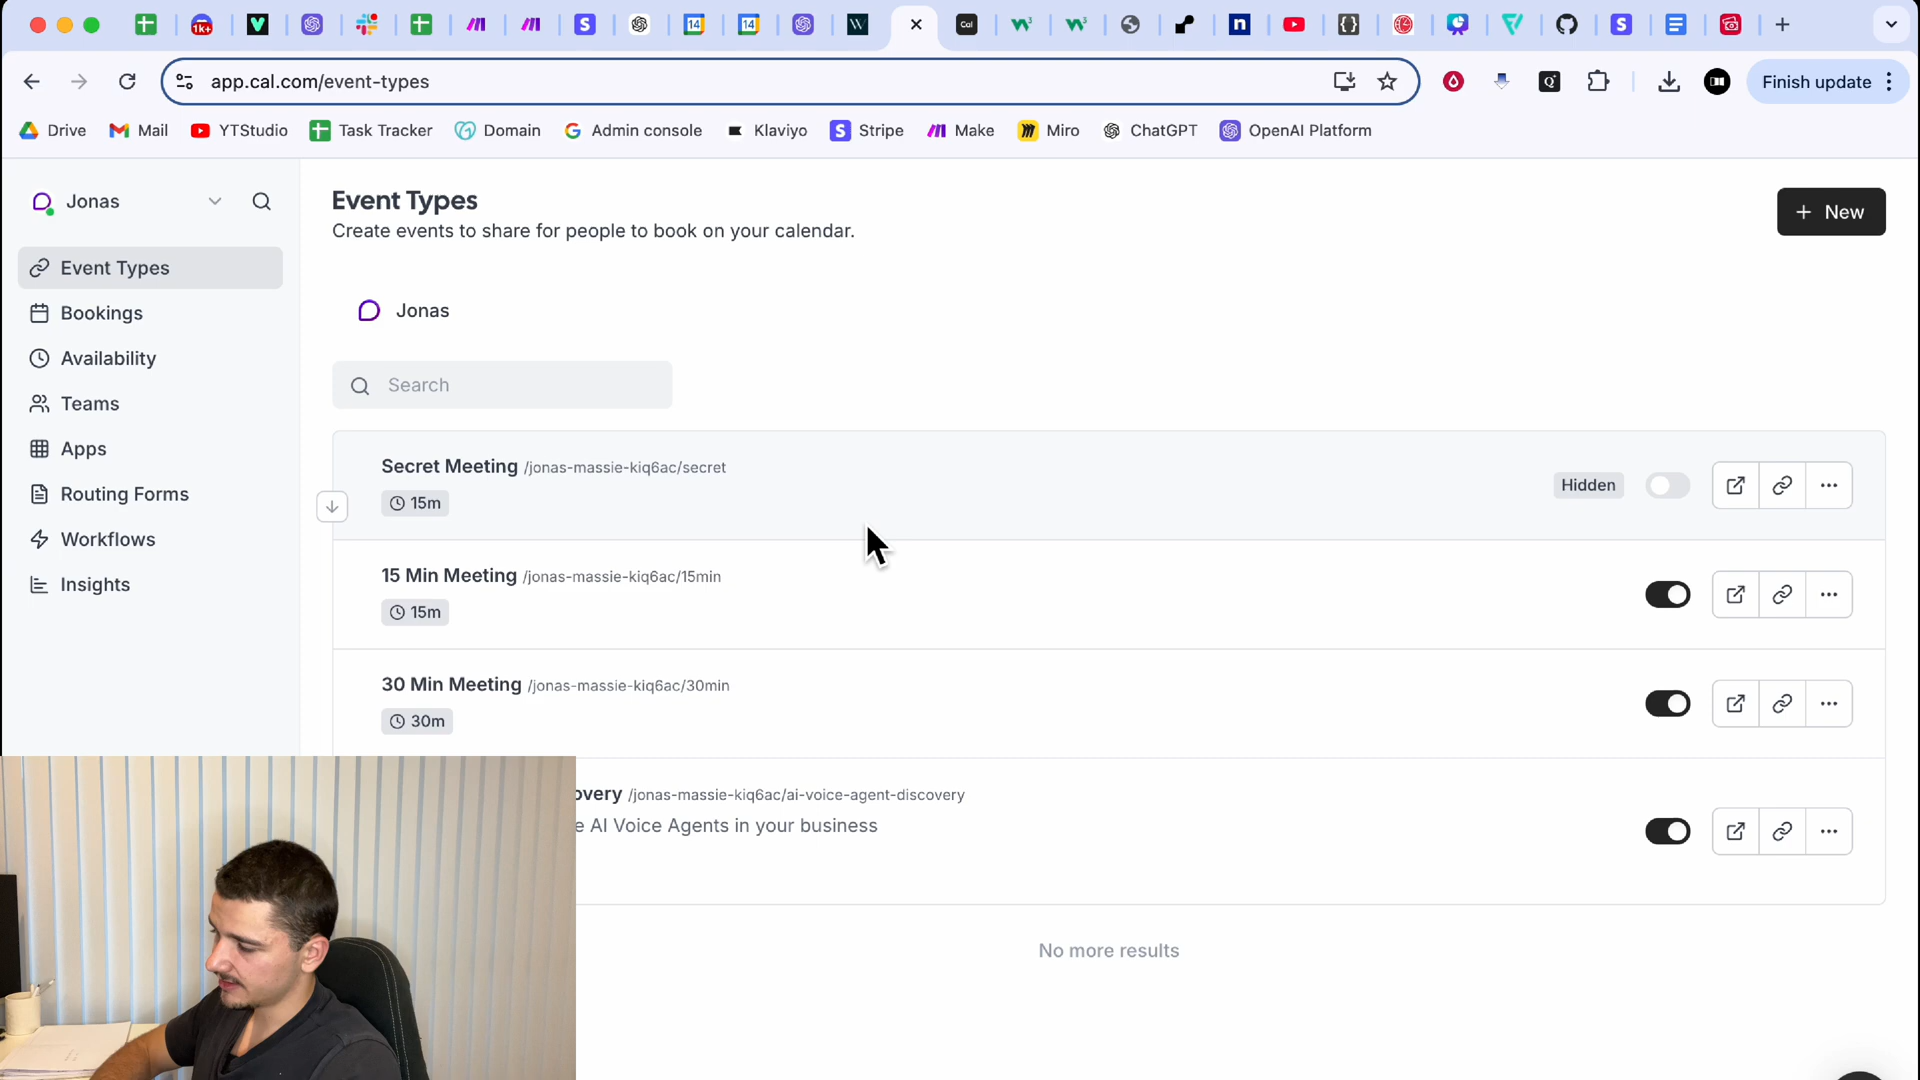 1K+
14
14
Cal
app.cal.com/event-types
Finish update
Drive
Mail
YTStudio
Task Tracker
Domain
Admin console
Klaviyo
Stripe
Make
Miro
ChatGPT
OpenAI Platform
Jonas
Event Types
Create events to share for people to book on your calendar.
+ New
Event Types
Bookings
Availability
Teams
Apps
Routing Forms
Workflows
Insights
Jonas
Search
Secret Meeting /jonas-massie-kiq6ac/secret
15m
Hidden
15 Min Meeting /jonas-massie-kiq6ac/15min
15m
30 Min Meeting /jonas-massie-kiq6ac/30min
30m
overy /jonas-massie-kiq6ac/ai-voice-agent-discovery
e AI Voice Agents in your business
No more results